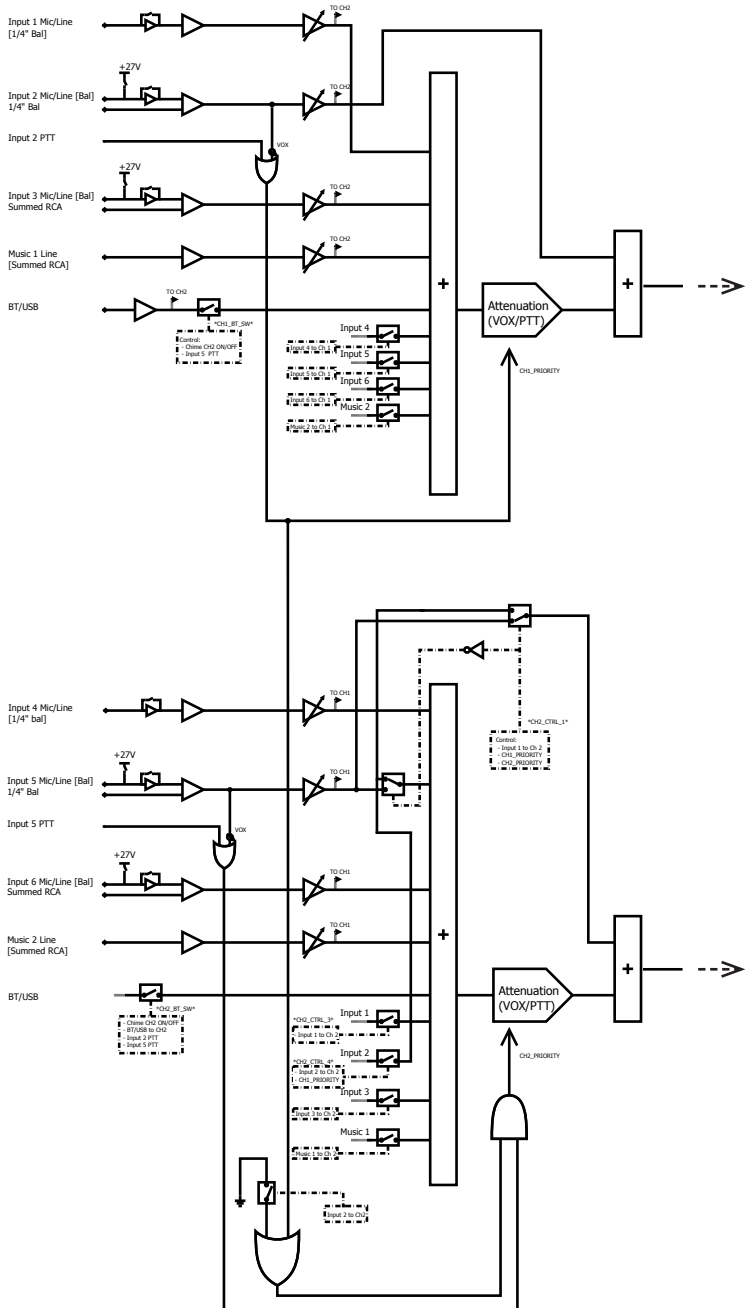 Input 1 Mic/Line
[1/4" Bal]
TO CH2
+27V
Input 2 Mic/Line [Bal]
1/4" Bal
TO CH2
Input 2 PTT
VOX
+27V
Input 3 Mic/Line [Bal]
Summed RCA
TO CH2
Music 1 Line
[Summed RCA]
TO CH2
+
+
BT/USB
TO CH2
*CH1_BT_SW*
Control:
- Chime CH2 ON/OFF
- Input 5 PTT
Attenuation
(VOX/PTT)
CH1_PRIORITY
Input 4
Input 4 to Ch 1
Input 5
Input 5 to Ch 1
Input 6
Input 6 to Ch 1
Music 2
Music 2 to Ch 1
Input 4 Mic/Line
[1/4" bal]
TO CH1
*CH2_CTRL_1*
Control:
- Input 1 to Ch 2
- CH1_PRIORITY
- CH2_PRIORITY
+27V
Input 5 Mic/Line [Bal]
1/4" Bal
TO CH1
Input 5 PTT
VOX
+27V
Input 6 Mic/Line [Bal]
Summed RCA
TO CH1
Music 2 Line
[Summed RCA]
TO CH1
+
+
BT/USB
*CH2_BT_SW*
- Chime CH2 ON/OFF
- BT/USB to CH2
- Input 2 PTT
- Input 5 PTT
Attenuation
(VOX/PTT)
CH2_PRIORITY
Input 1
*CH2_CTRL_3*
- Input 1 to Ch 2
Input 2
*CH2_CTRL_4*
- Input 2 to Ch 2
- CH1_PRIORITY
Input 3
Input 3 to Ch 2
Music 1
Music 1 to Ch 2
Input 2 to Ch2